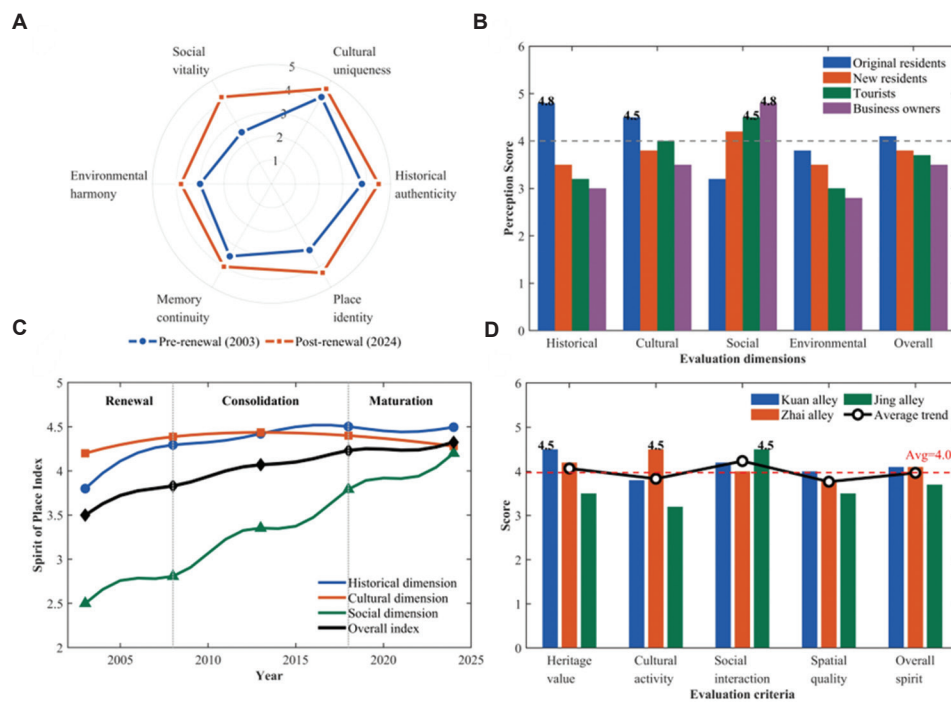 A
Social
vitality
Cultural
uniqueness
5
4
3
2
1
Environmental
harmony
Historical
authenticity
Memory
continuity
Place
identity
Pre-renewal (2003)
Post-renewal (2024)
B
6
5
4
3
2
1
0
Perception Score
4.8
4.5
4.5
4.8
Original residents
New residents
Tourists
Business owners
Historical
Cultural
Social
Environmental
Overall
Evaluation dimensions
C
5
4.5
4
3.5
3
2.5
2
Spirit of Place Index
Renewal
Consolidation
Maturation
Historical dimension
Cultural dimension
Social dimension
Overall index
2005
2010
2015
2020
2025
Year
D
6
5
4
3
2
1
0
Score
Kuan alley
Jing alley
Zhai alley
Average trend
4.5
4.5
4.5
Avg=4.0
Heritage
value
Cultural
activity
Social
interaction
Spatial
quality
Overall
spirit
Evaluation criteria